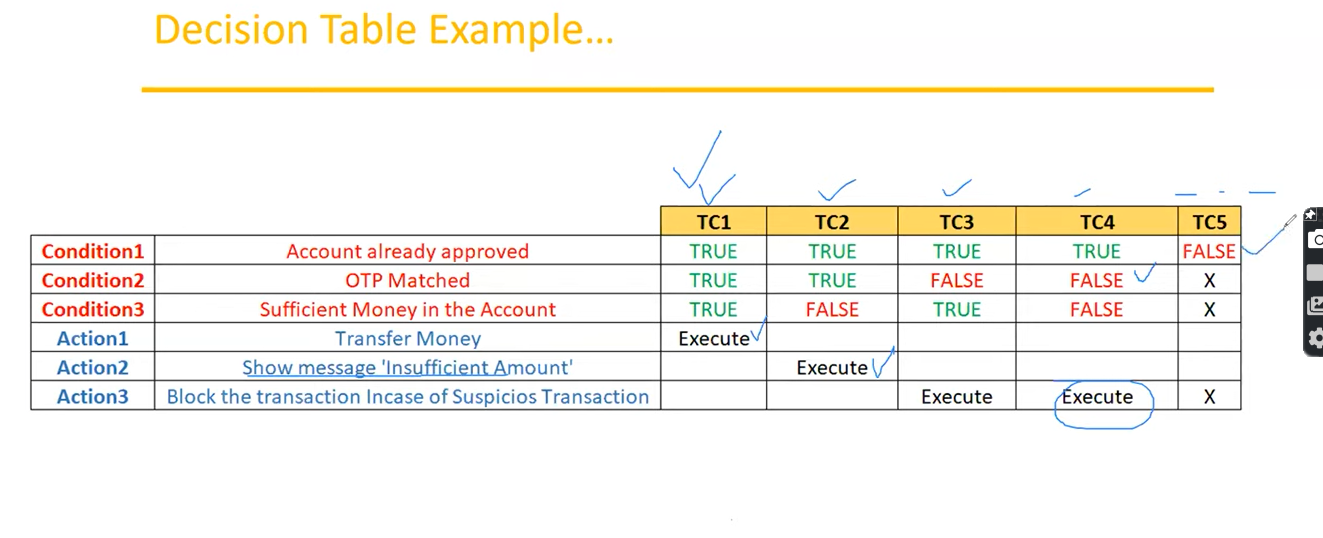 Decision Table Example...
TC1 TC2 TC3 TC4 TC5
Condition1 Account already approved TRUE TRUE TRUE TRUE FALSE
Condition2 OTP Matched TRUE TRUE FALSE FALSE X
Condition3 Sufficient Money in the Account TRUE FALSE TRUE FALSE X
Action1 Transfer Money Execute
Action2 Show message 'Insufficient Amount' Execute
Action3 Block the transaction Incase of Suspicios Transaction Execute Execute X